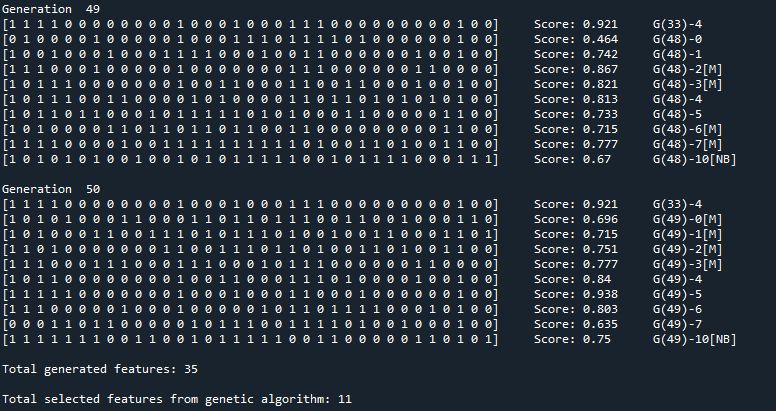 Generation  49
[1 1 1 1 0 0 0 0 0 0 0 0 1 0 0 0 1 0 0 0 1 1 1 0 0 0 0 0 0 0 0 0 1 0 0]     Score: 0.921     G(33)-4
[0 1 0 0 0 0 1 0 0 0 0 1 0 0 0 0 1 1 1 0 1 1 1 1 0 1 0 0 0 0 0 1 1 0 0]     Score: 0.464     G(48)-0
[1 0 0 1 0 0 0 1 0 0 0 0 1 1 1 1 0 0 0 1 0 0 1 1 0 1 1 0 0 0 1 0 1 0 0]     Score: 0.742     G(48)-1
[1 1 1 0 0 0 1 0 0 0 0 0 1 0 0 0 1 0 1 1 1 0 0 0 0 0 0 0 0 1 1 0 0 0 0]     Score: 0.867     G(48)-2[M]
[1 0 1 1 1 0 0 0 0 0 0 0 1 0 0 0 1 0 1 1 1 0 0 1 0 0 0 0 0 0 1 1 1 0 0]     Score: 0.821     G(48)-3[M]
[1 0 1 1 0 1 1 0 0 1 0 0 0 0 1 0 0 0 1 0 0 0 0 1 1 0 1 1 0 1 0 1 0 1 0]     Score: 0.813     G(48)-4
[1 0 1 1 0 1 0 1 1 0 0 0 1 1 1 1 0 1 0 1 1 1 0 0 0 0 0 0 0 0 1 1 0 0 0]     Score: 0.733     G(48)-5
[1 0 1 0 0 0 0 1 1 0 1 1 0 1 1 0 1 1 0 0 0 1 0 0 1 1 0 0 0 0 0 1 1 0 0]     Score: 0.715     G(48)-6[M]
[1 1 1 0 0 0 1 0 0 1 1 1 1 1 1 1 1 1 1 1 1 1 1 0 0 0 1 0 0 0 1 1 1 0 0]     Score: 0.777     G(48)-7[M]
[1 0 1 0 1 0 1 0 0 1 0 0 1 0 1 0 1 1 1 1 1 0 0 1 0 1 1 1 1 0 0 0 1 1 1]     Score: 0.67      G(48)-10[NB]
Generation  50
[1 1 1 1 0 0 0 0 0 0 0 0 1 0 0 0 1 0 0 0 1 1 1 0 0 0 0 0 0 0 0 0 1 0 0]     Score: 0.921     G(33)-4
[1 0 1 0 1 0 0 0 1 1 0 0 0 1 1 0 1 1 0 1 1 0 1 1 0 0 1 1 0 0 1 0 0 0 1 1 0]     Score: 0.696     G(49)-0[M]
[1 0 1 0 0 0 1 1 0 0 0 0 1 0 1 1 1 0 1 0 1 1 0 1 0 1 0 0 1 0 0 1 1 0 1]     Score: 0.715     G(49)-1[M]
[1 1 0 1 0 0 0 0 0 0 0 1 1 0 0 1 1 1 0 1 1 0 0 1 1 0 1 1 0 1 0 0 1 1 0 0]     Score: 0.751     G(49)-2[M]
[1 1 1 0 0 0 1 0 0 0 0 0 1 1 1 0 0 0 1 0 1 1 1 0 0 0 0 0 0 1 1 0 0 0 0]     Score: 0.777     G(49)-3[M]
[1 0 1 1 0 0 0 0 0 0 0 0 1 0 1 0 1 1 1 0 0 0 1 1 1 0 1 0 0 1 0 0 1 0 0]     Score: 0.84      G(49)-4
[1 1 1 1 1 0 0 0 0 0 0 0 1 0 0 0 1 0 0 0 1 1 1 0 0 0 0 0 0 0 0 0 1 0 0]     Score: 0.938     G(49)-5
[1 1 1 1 0 0 0 0 0 0 0 0 1 0 0 0 1 0 1 1 0 1 1 1 1 0 0 0 0 1 0 0 1 0 0]     Score: 0.803     G(49)-6
[0 0 0 1 1 0 1 1 0 0 0 0 0 1 0 1 1 1 0 0 1 1 1 0 1 1 0 1 0 0 0 1 0 0]     Score: 0.635     G(49)-7
[1 1 1 1 1 1 1 0 0 1 1 0 0 1 0 1 1 1 1 1 0 0 1 1 0 0 0 0 0 1 1 0 1 0 1]     Score: 0.75      G(49)-10[NB]
Total generated features: 35
Total selected features from genetic algorithm: 11